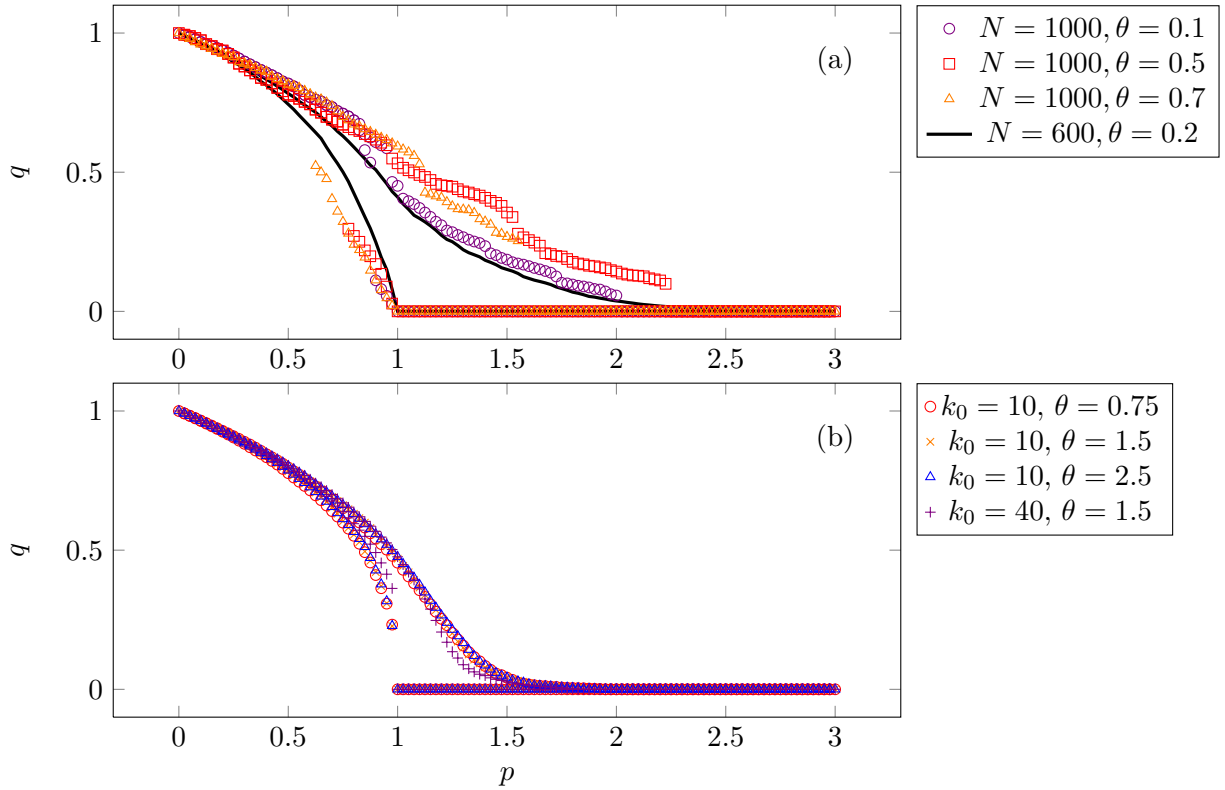 1
0.5
0
q
(a)
0 0.5 1 1.5 2 2.5 3
N = 1000, θ = 0.1
N = 1000, θ = 0.5
N = 1000, θ = 0.7
N = 600, θ = 0.2
1
0.5
0
q
(b)
0 0.5 1 1.5 2 2.5 3
p
k₀ = 10, θ = 0.75
k₀ = 10, θ = 1.5
k₀ = 10, θ = 2.5
k₀ = 40, θ = 1.5